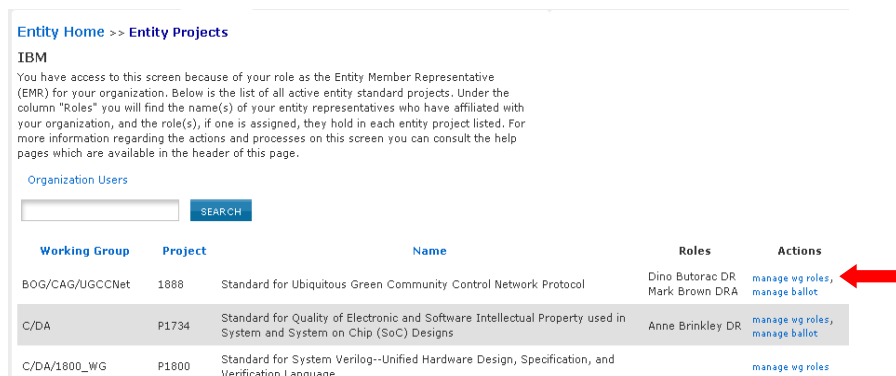 Entity Home >> Entity Projects
IBM
You have access to this screen because of your role as the Entity Member Representative
(EMR) for your organization. Below is the list of all active entity standard projects. Under the
column "Roles" you will find the name(s) of your entity representatives who have affiliated with
your organization, and the role(s), if one is assigned, they hold in each entity project listed. For
more information regarding the actions and processes on this screen you can consult the help
pages which are available in the header of this page.
Organization Users
SEARCH
Working Group Project Name Roles Actions
BOG/CAG/UGCCNet 1888 Standard for Ubiquitous Green Community Control Network Protocol Dino Butorac DR manage wg roles,
Mark Brown DRA manage ballot
C/DA P1734 Standard for Quality of Electronic and Software Intellectual Property used in Anne Brinkley DR manage wg roles,
System and System on Chip (SoC) Designs manage ballot
C/DA/1800_WG P1800 Standard for System Verilog--Unified Hardware Design, Specification, and manage wg roles
Verification Language